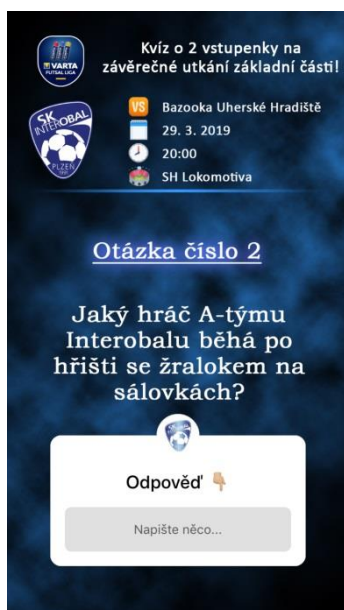 Kvíz o 2 vstupenky na
závěrečné utkání základní části!
VARTA
FUTSAL LIGA
SK
INTEROBAL
PLZEŇ
VS Bazooka Uherské Hradiště
29. 3. 2019
20:00
SH Lokomotiva
Otázka číslo 2
Jaký hráč A-týmu
Interobalu běhá po
hřišti se žralokem na
sálovkách?
Odpověď
Napište něco...